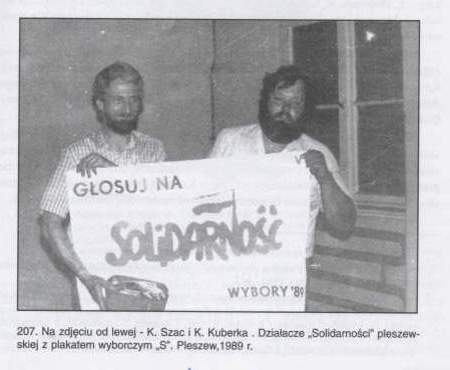 GŁOSUJ NA
SOLIDARNOŚĆ
WYBORY '89
207. Na zdjęciu od lewej - K. Szac i K. Kuberka . Działacze „Solidarności" pleszew-
skiej z plakatem wyborczym „S". Pleszew,1989 r.